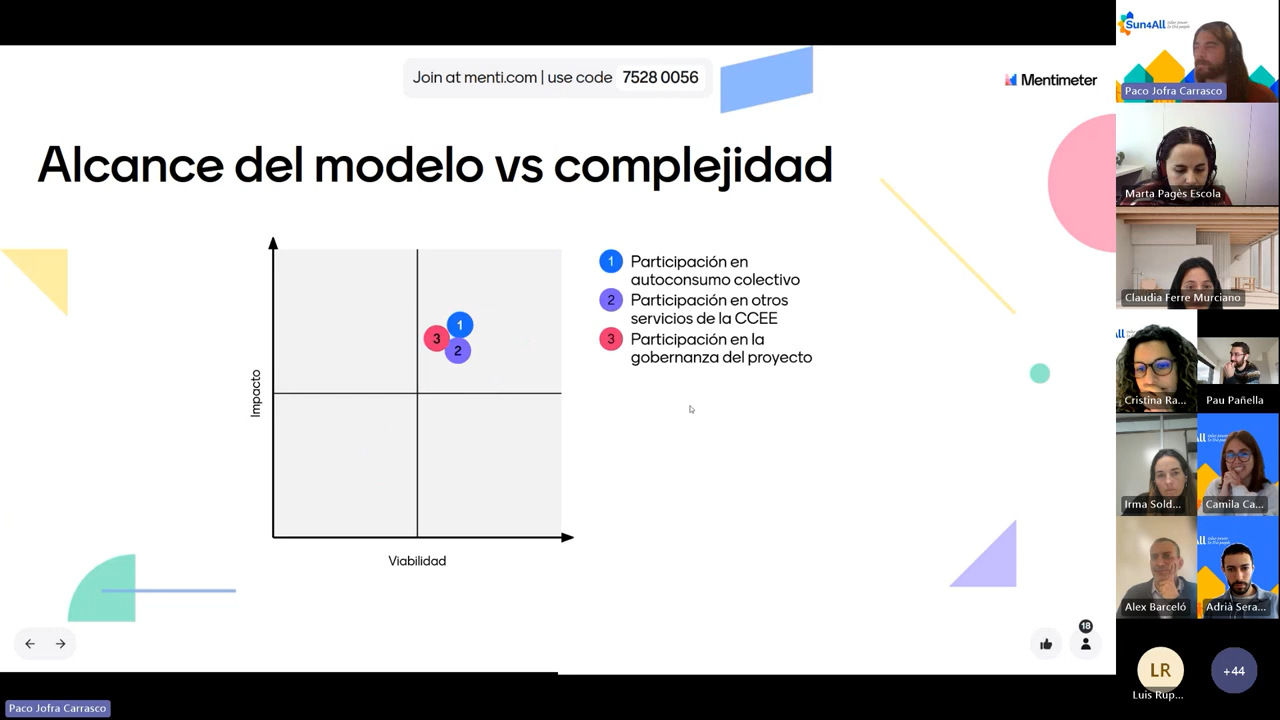 Join at menti.com | use code 7528 0056
Mentimeter
Alcance del modelo vs complejidad
1 Participación en
autoconsumo colectivo
2 Participación en otros
servicios de la CCEE
3 Participación en la
gobernanza del proyecto
1
3
2
Impacto
Viabilidad
18
Paco Jofra Carrasco
Sun4All
Paco Jofra Carrasco
Marta Pagès Escola
Claudia Ferre Murciano
Cristina Ra...
Pau Pañella
Irma Sold...
Camila Ca...
Alex Barceló
Adrià Sera...
LR
Luis Rup...
+44